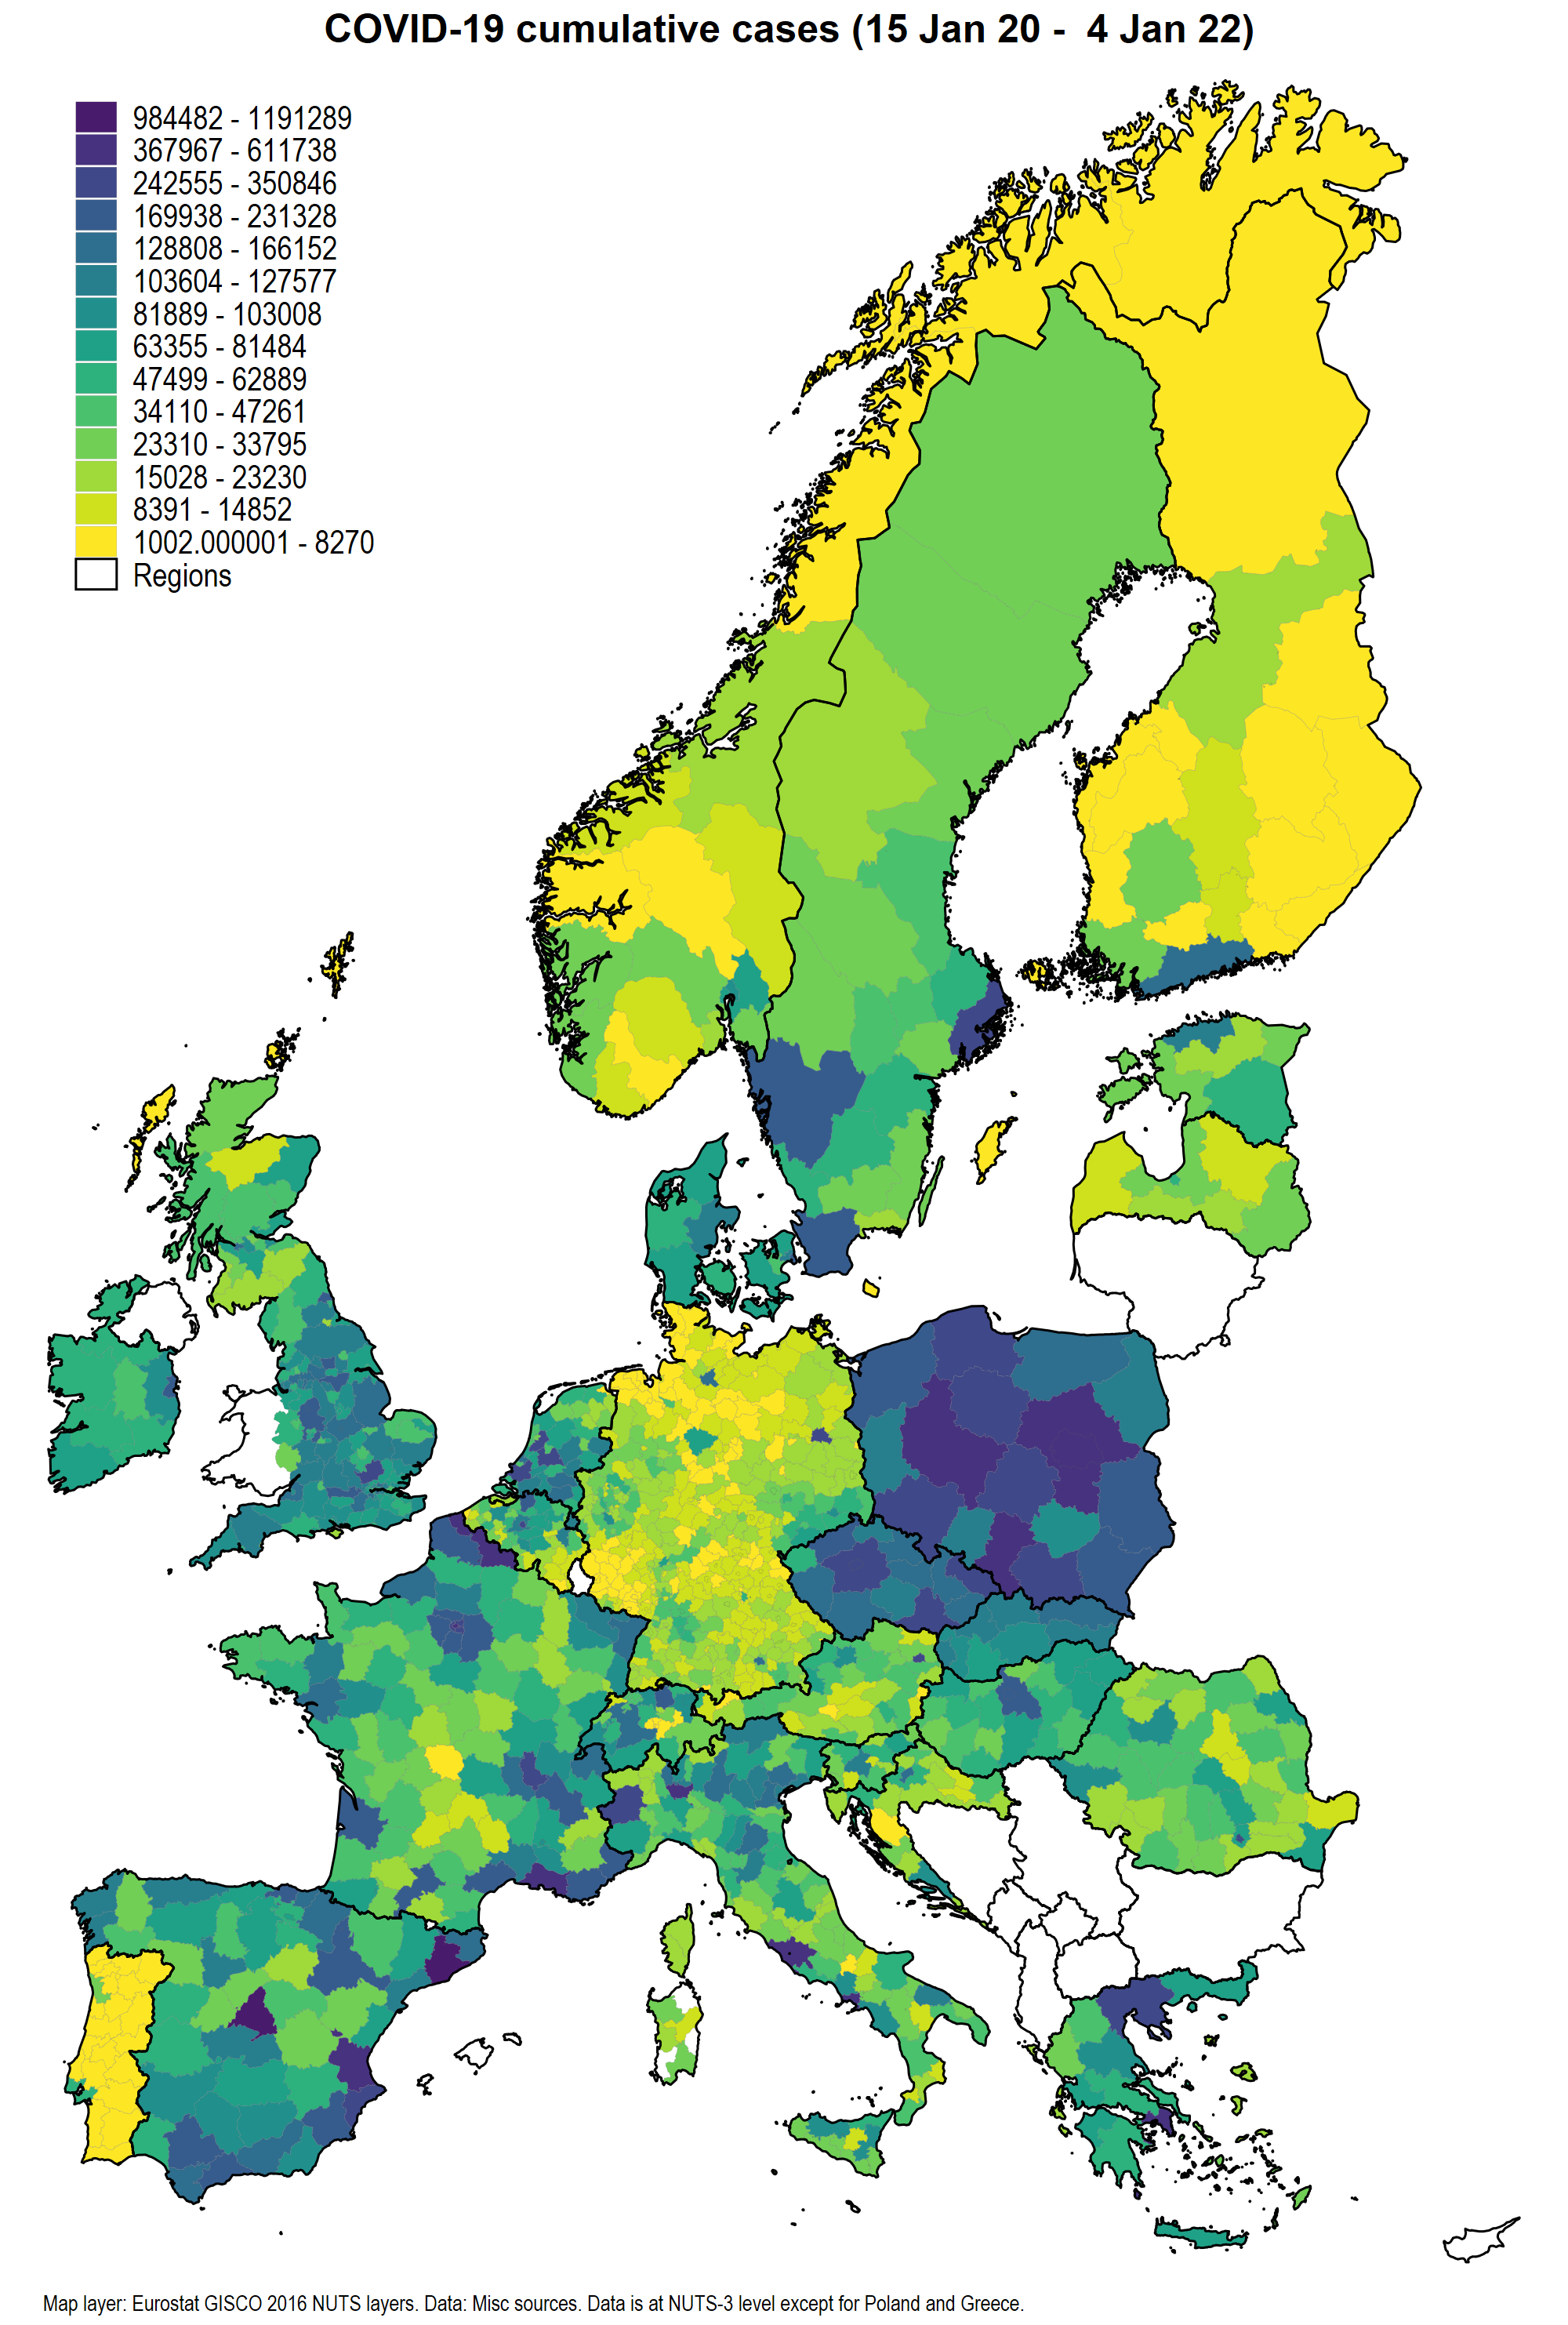 COVID-19 cumulative cases (15 Jan 20 -  4 Jan 22)
984482 - 1191289
367967 - 611738
242555 - 350846
169938 - 231328
128808 - 166152
103604 - 127577
81889 - 103008
63355 - 81484
47499 - 62889
34110 - 47261
23310 - 33795
15028 - 23230
8391 - 14852
1002.000001 - 8270
Regions
Map layer: Eurostat GISCO 2016 NUTS layers. Data: Misc sources. Data is at NUTS-3 level except for Poland and Greece.